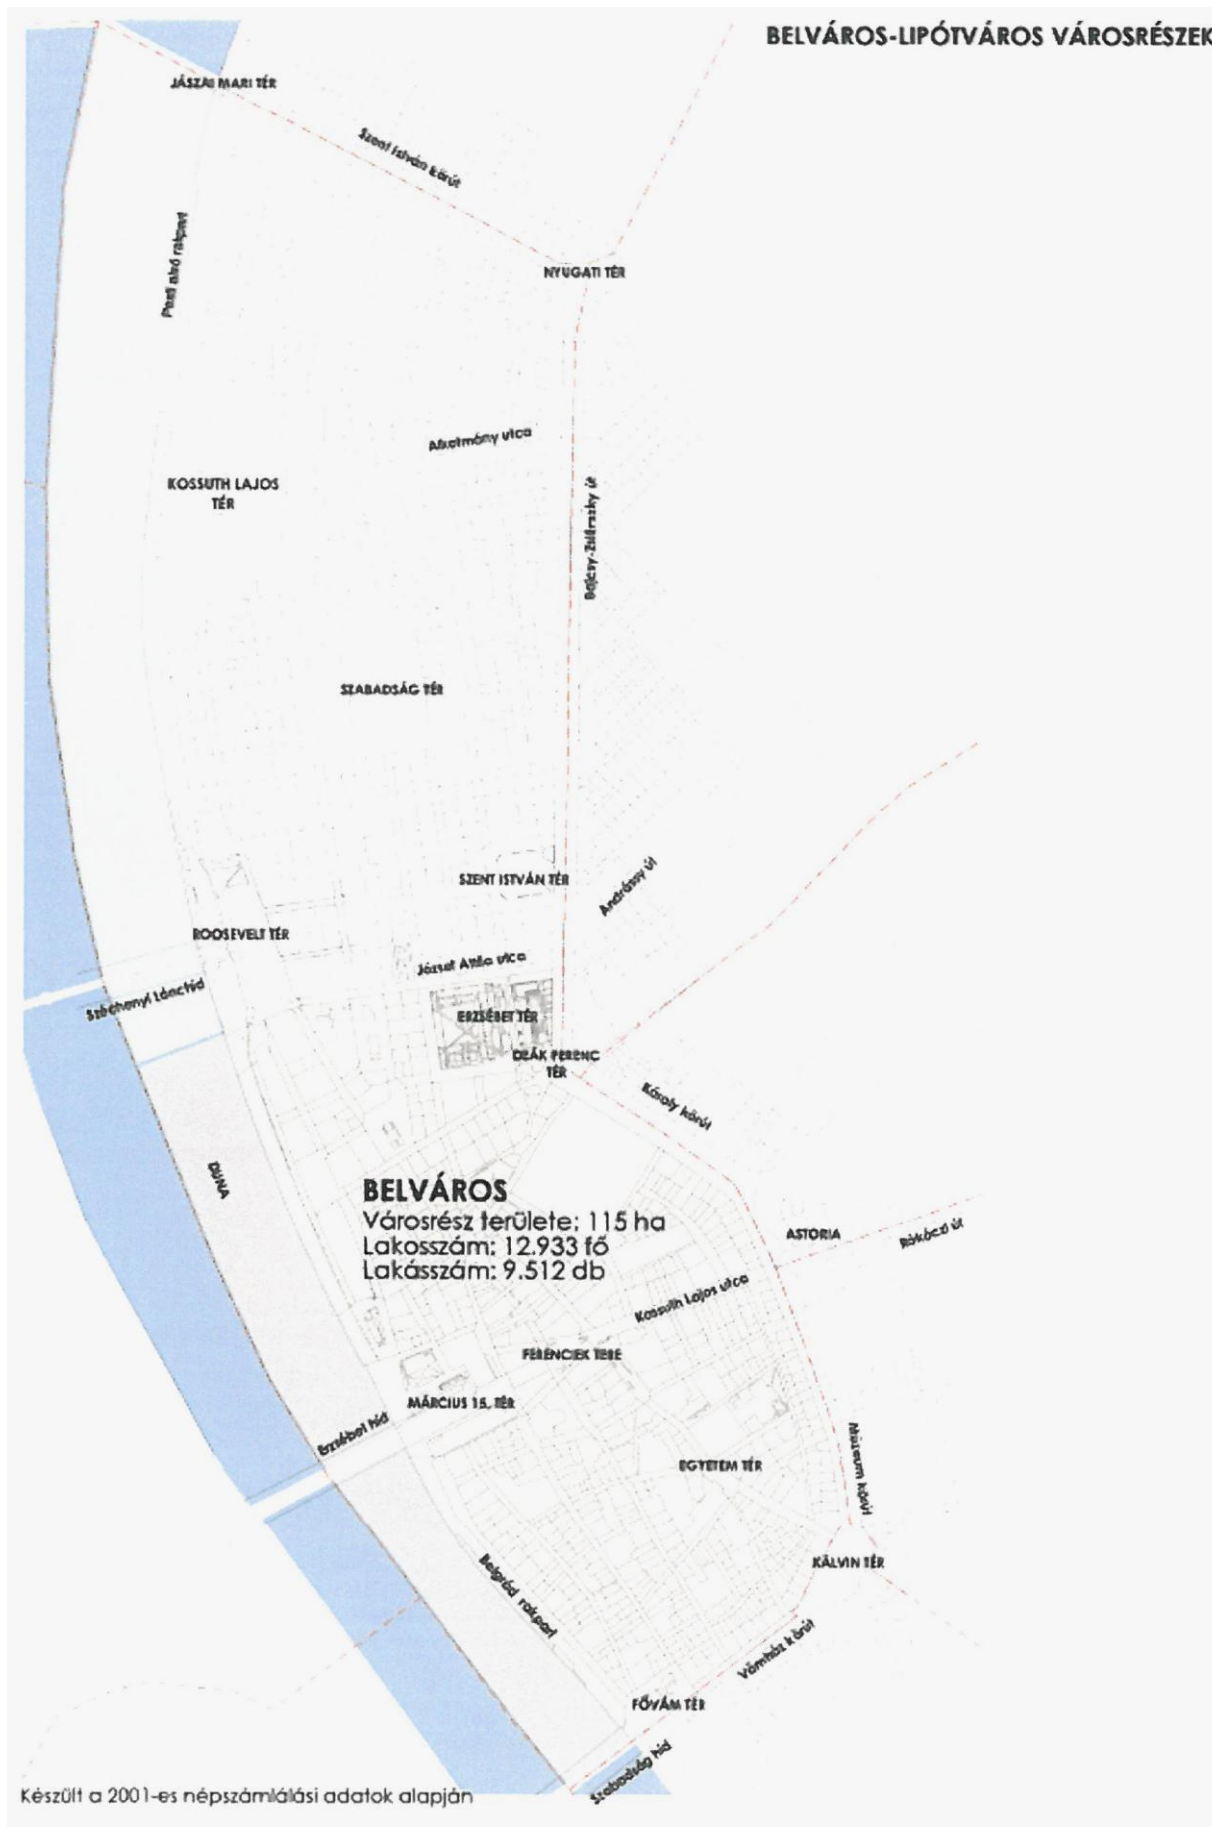 BELVÁROS-LIPÓTVÁROS VÁROSRÉSZEK
JÁSZAI MARI TÉR
Szent István körút
Pesti alsó rakpart
NYUGATI TÉR
Alkotmány utca
KOSSUTH LAJOS
TÉR
Bajcsy-Zsilinszky út
SZABADSÁG TÉR
SZENT ISTVÁN TÉR
Andrássy út
ROOSEVELT TÉR
József Attila utca
Széchenyi Lánchíd
ERZSÉBET TÉR
DEÁK FERENC
TÉR
Károly körút
DUNA
BELVÁROS
Városrész területe: 115 ha
Lakosszám: 12.933 fő
Lakásszám: 9.512 db
ASTORIA
Rákóczi út
Kossuth Lajos utca
FERENCIEK TERE
MÁRCIUS 15. TÉR
Erzsébet híd
EGYETEM TÉR
Múzeum körút
KÁLVIN TÉR
Belgrád rakpart
Vámház körút
FŐVÁM TÉR
Szabadság híd
Készült a 2001-es népszámlálási adatok alapján